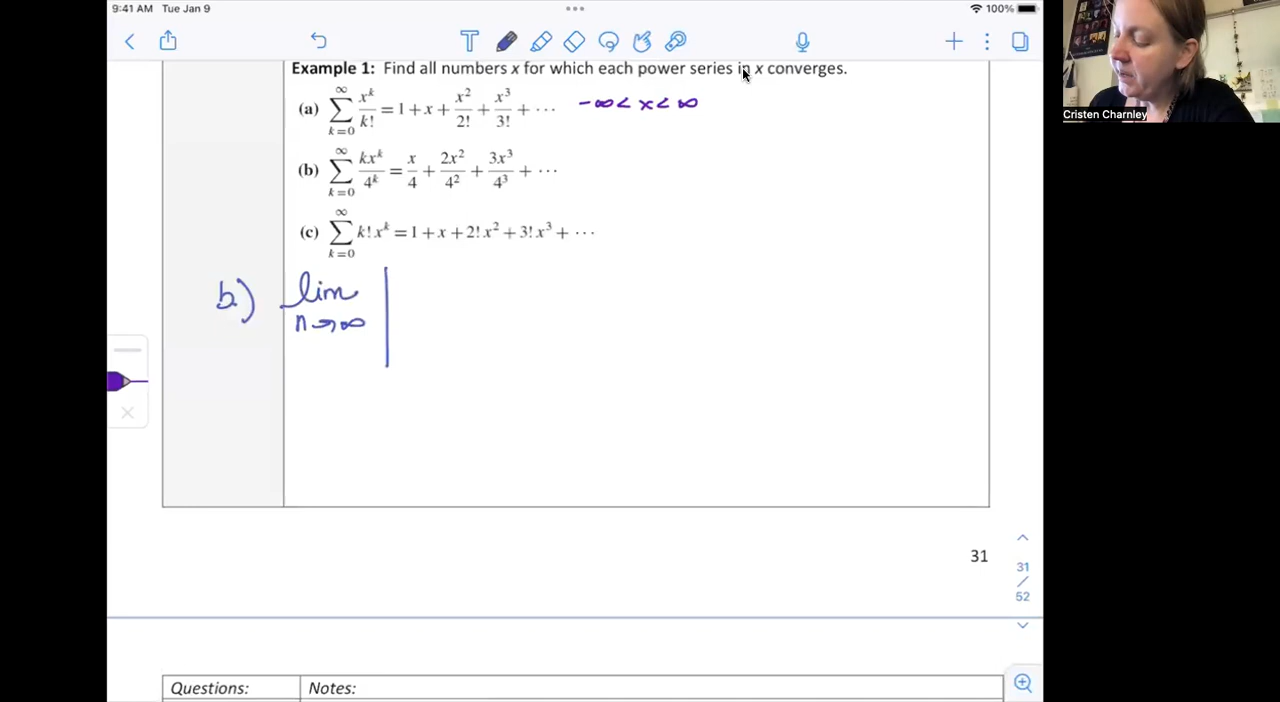 9:41 AM Tue Jan 9
100%
Cristen Charnley
Example 1: Find all numbers x for which each power series in x converges.
(a) ∑_{k=0}^{∞} x^k/k! = 1 + x + x²/2! + x³/3! + ⋯ -∞ < x < ∞
(b) ∑_{k=0}^{∞} kx^k/4^k = x/4 + 2x²/4² + 3x³/4³ + ⋯
(c) ∑_{k=0}^{∞} k! x^k = 1 + x + 2! x² + 3! x³ + ⋯
b) lim_{n→∞} |
31
31
/
52
Questions:
Notes: